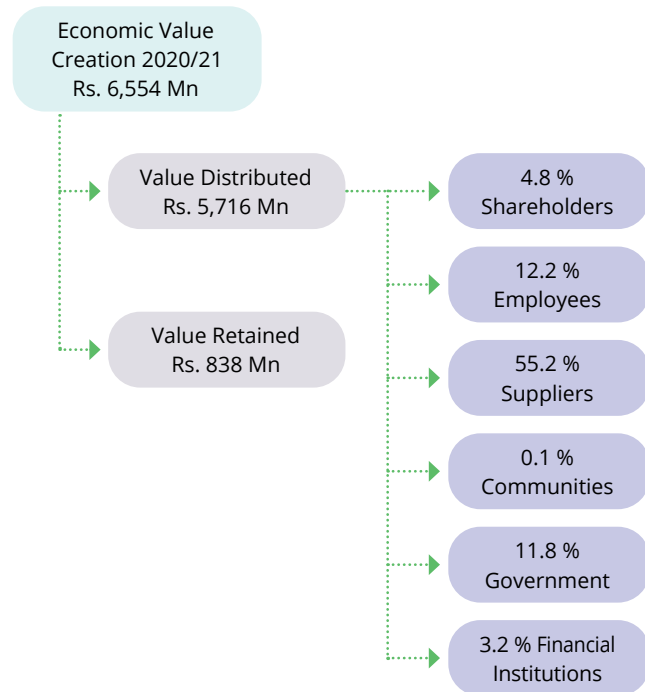 Economic Value
Creation 2020/21
Rs. 6,554 Mn
Value Distributed
Rs. 5,716 Mn
Value Retained
Rs. 838 Mn
4.8 %
Shareholders
12.2 %
Employees
55.2 %
Suppliers
0.1 %
Communities
11.8 %
Government
3.2 % Financial
Institutions